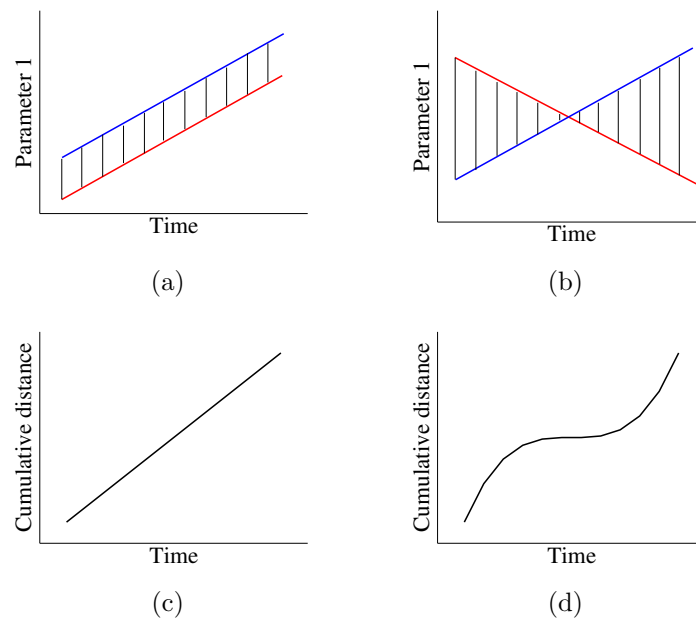 Parameter 1
Time
(a)
Parameter 1
Time
(b)
Cumulative distance
Time
(c)
Cumulative distance
Time
(d)